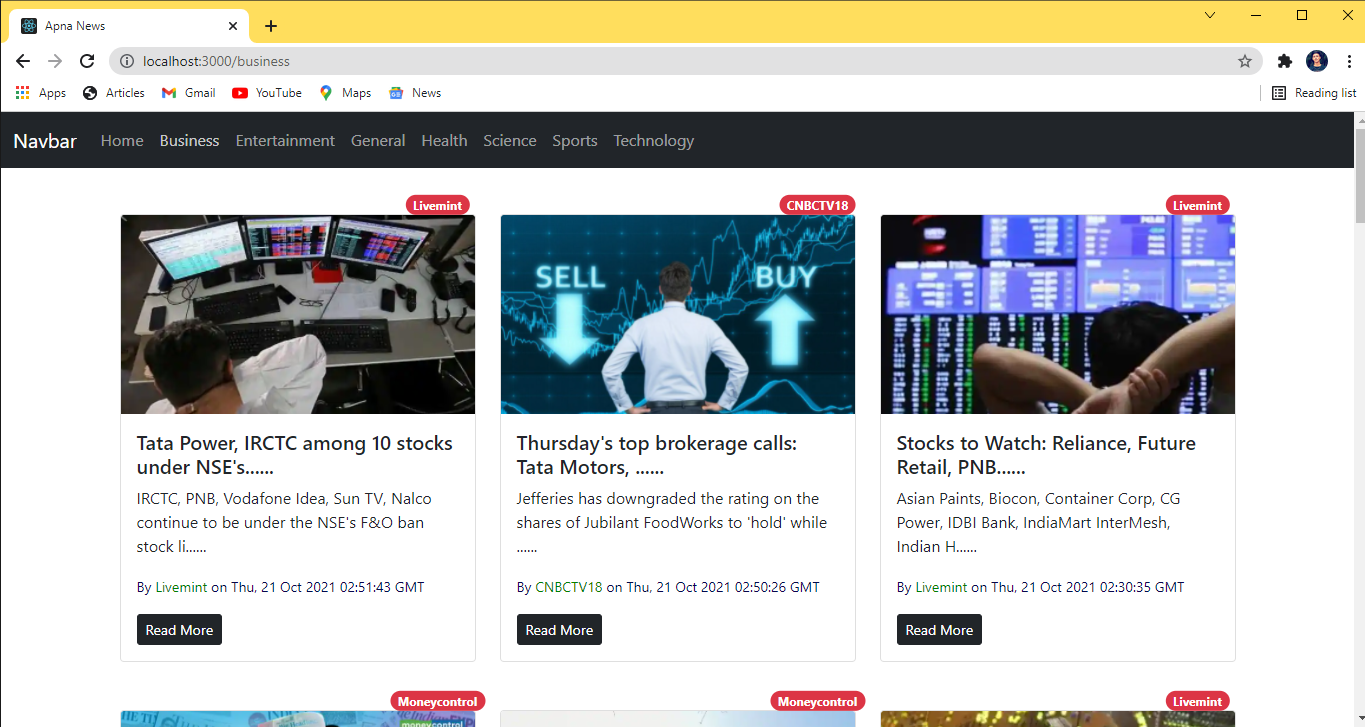 Apna News
localhost:3000/business
Apps Articles Gmail YouTube Maps News Reading list
Navbar Home Business Entertainment General Health Science Sports Technology
Livemint
CNBCTV18
Livemint
SELL BUY
Tata Power, IRCTC among 10 stocks
under NSE's......
IRCTC, PNB, Vodafone Idea, Sun TV, Nalco
continue to be under the NSE's F&O ban
stock li......
By Livemint on Thu, 21 Oct 2021 02:51:43 GMT
Read More
Thursday's top brokerage calls:
Tata Motors, ......
Jefferies has downgraded the rating on the
shares of Jubilant FoodWorks to 'hold' while
......
By CNBCTV18 on Thu, 21 Oct 2021 02:50:26 GMT
Read More
Stocks to Watch: Reliance, Future
Retail, PNB......
Asian Paints, Biocon, Container Corp, CG
Power, IDBI Bank, IndiaMart InterMesh,
Indian H......
By Livemint on Thu, 21 Oct 2021 02:30:35 GMT
Read More
Moneycontrol
moneycontrol
Moneycontrol
Livemint